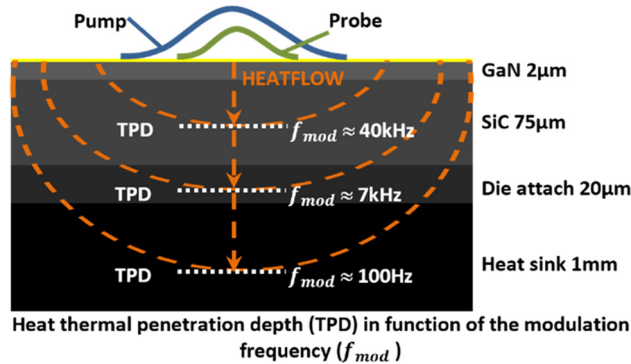 Pump
Probe
HEATFLOW
GaN 2µm
SiC 75µm
TPD
f_mod ≈ 40kHz
TPD
f_mod ≈ 7kHz
Die attach 20µm
TPD
f_mod ≈ 100Hz
Heat sink 1mm
Heat thermal penetration depth (TPD) in function of the modulation
frequency (f_mod )